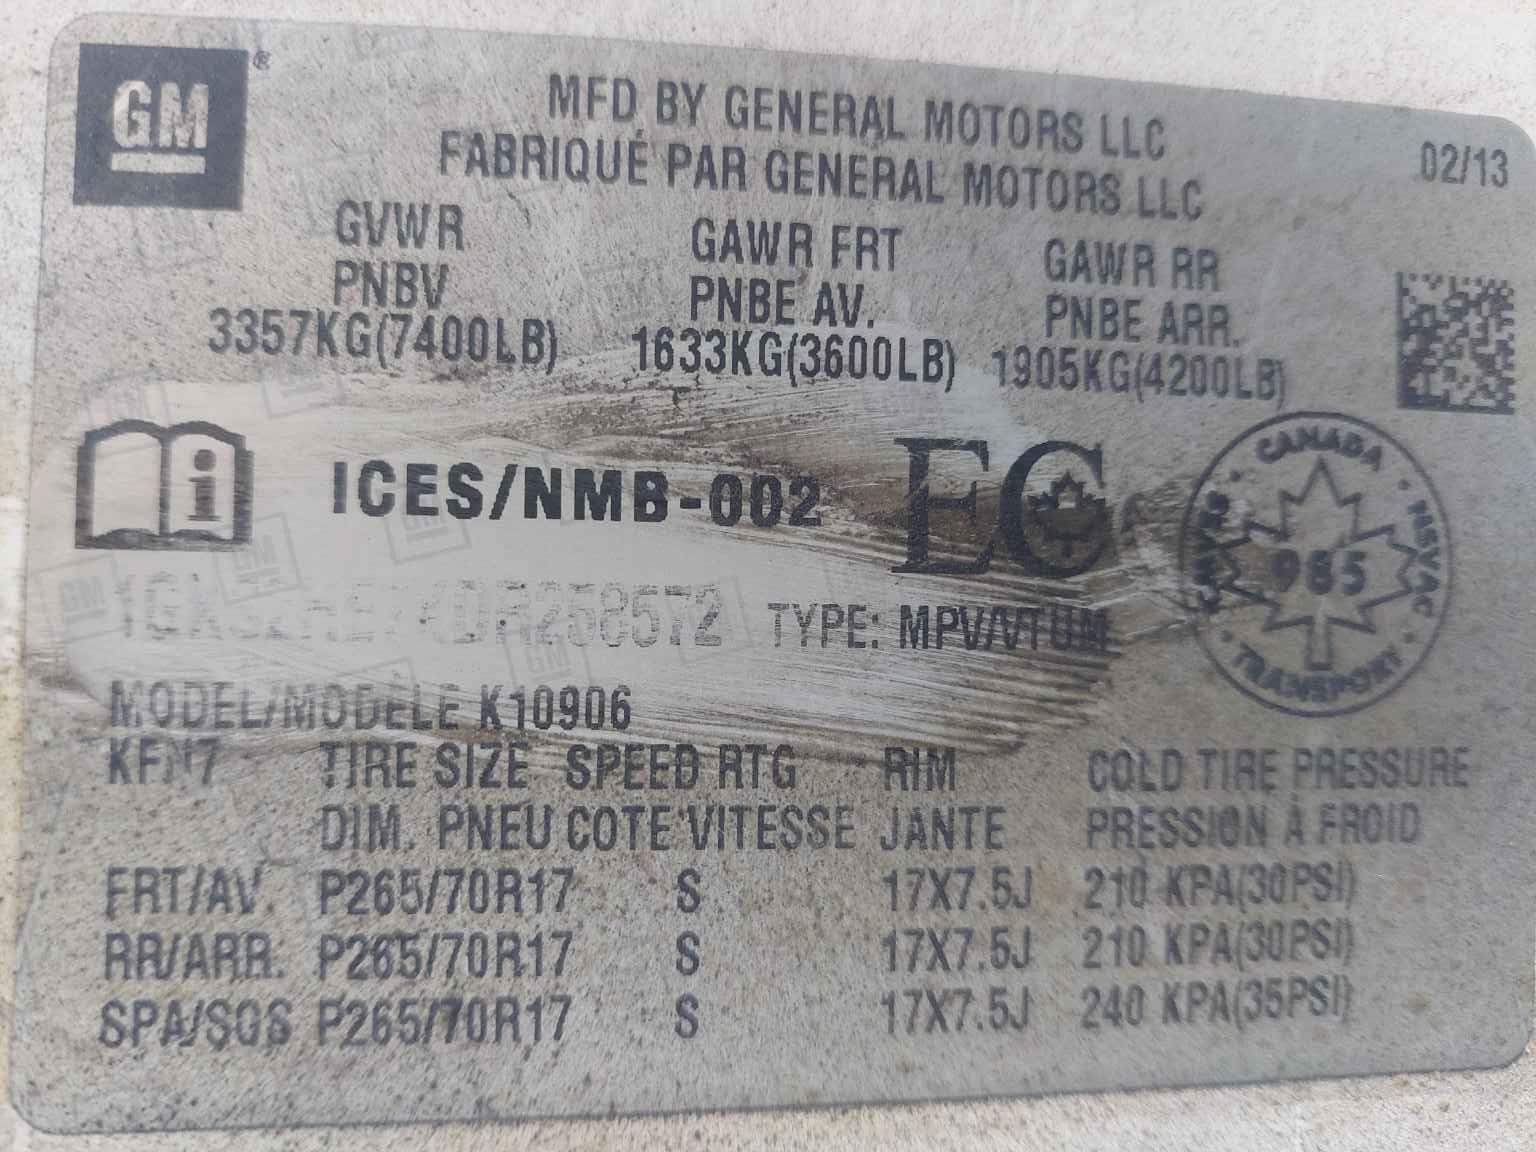 GM®
MFD BY GENERAL MOTORS LLC
FABRIQUÉ PAR GENERAL MOTORS LLC
02/13
GVWR GAWR FRT GAWR RR
PNBV PNBE AV. PNBE ARR.
3357KG(7400LB) 1633KG(3600LB) 1905KG(4200LB)
i ICES/NMB-002 EC
CANADA
985
TRANSPORT
TYPE: MPV/VTUM
MODEL/MODÈLE K10906
KFN7 TIRE SIZE SPEED RTG RIM COLD TIRE PRESSURE
DIM. PNEU COTE VITESSE JANTE PRESSION À FROID
FRT/AV. P265/70R17 S 17X7.5J 210 KPA(30PSI)
RR/ARR. P265/70R17 S 17X7.5J 210 KPA(30PSI)
SPA/SGS P265/70R17 S 17X7.5J 240 KPA(35PSI)